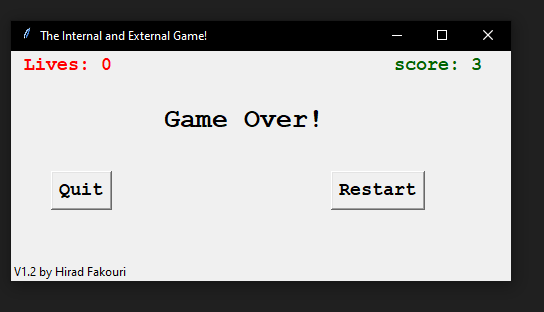 The Internal and External Game!
Lives: 0 score: 3
Game Over!
Quit Restart
V1.2 by Hirad Fakouri